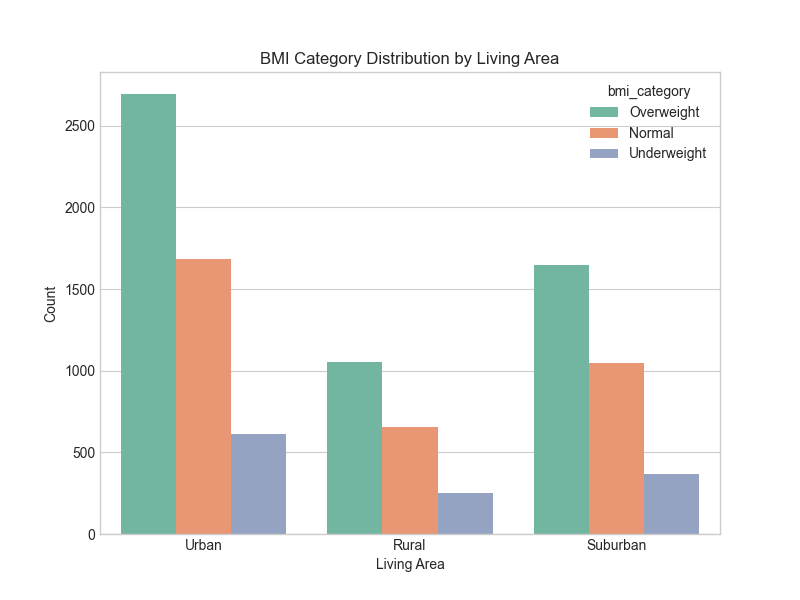 BMI Category Distribution by Living Area
bmi_category
Overweight
Normal
Underweight
2500
2000
1500
1000
500
0
Count
Urban
Rural
Suburban
Living Area